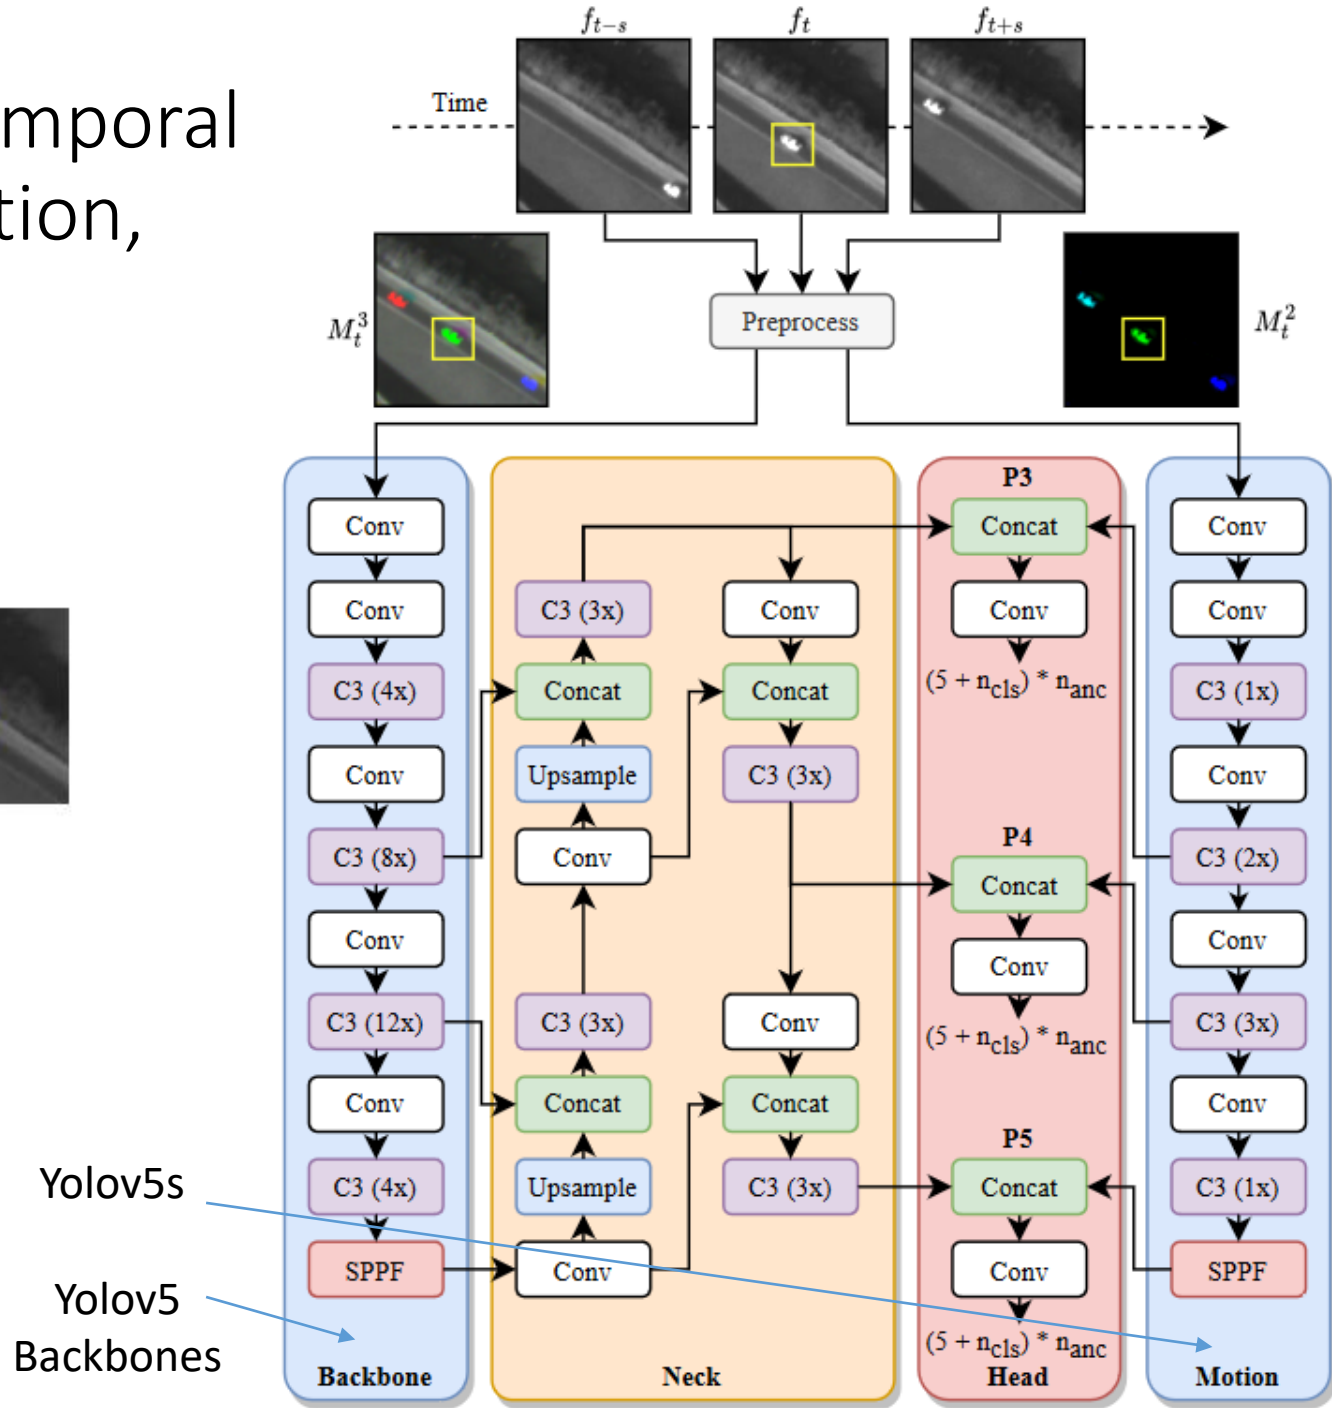 f_{t-s}
f_t
f_{t+s}
Time
mporal
tion,
M_t^3
Preprocess
M_t^2
Conv
Conv
C3 (4x)
Conv
C3 (8x)
Conv
C3 (12x)
Conv
C3 (4x)
SPPF
Backbone
C3 (3x)
Concat
Upsample
Conv
C3 (3x)
Concat
Upsample
Conv
Conv
Concat
C3 (3x)
Conv
Concat
C3 (3x)
Neck
P3
Concat
Conv
(5 + n_cls) * n_anc
P4
Concat
Conv
(5 + n_cls) * n_anc
P5
Concat
Conv
(5 + n_cls) * n_anc
Head
Conv
Conv
C3 (1x)
Conv
C3 (2x)
Conv
C3 (3x)
Conv
C3 (1x)
SPPF
Motion
Yolov5s
Yolov5
Backbones